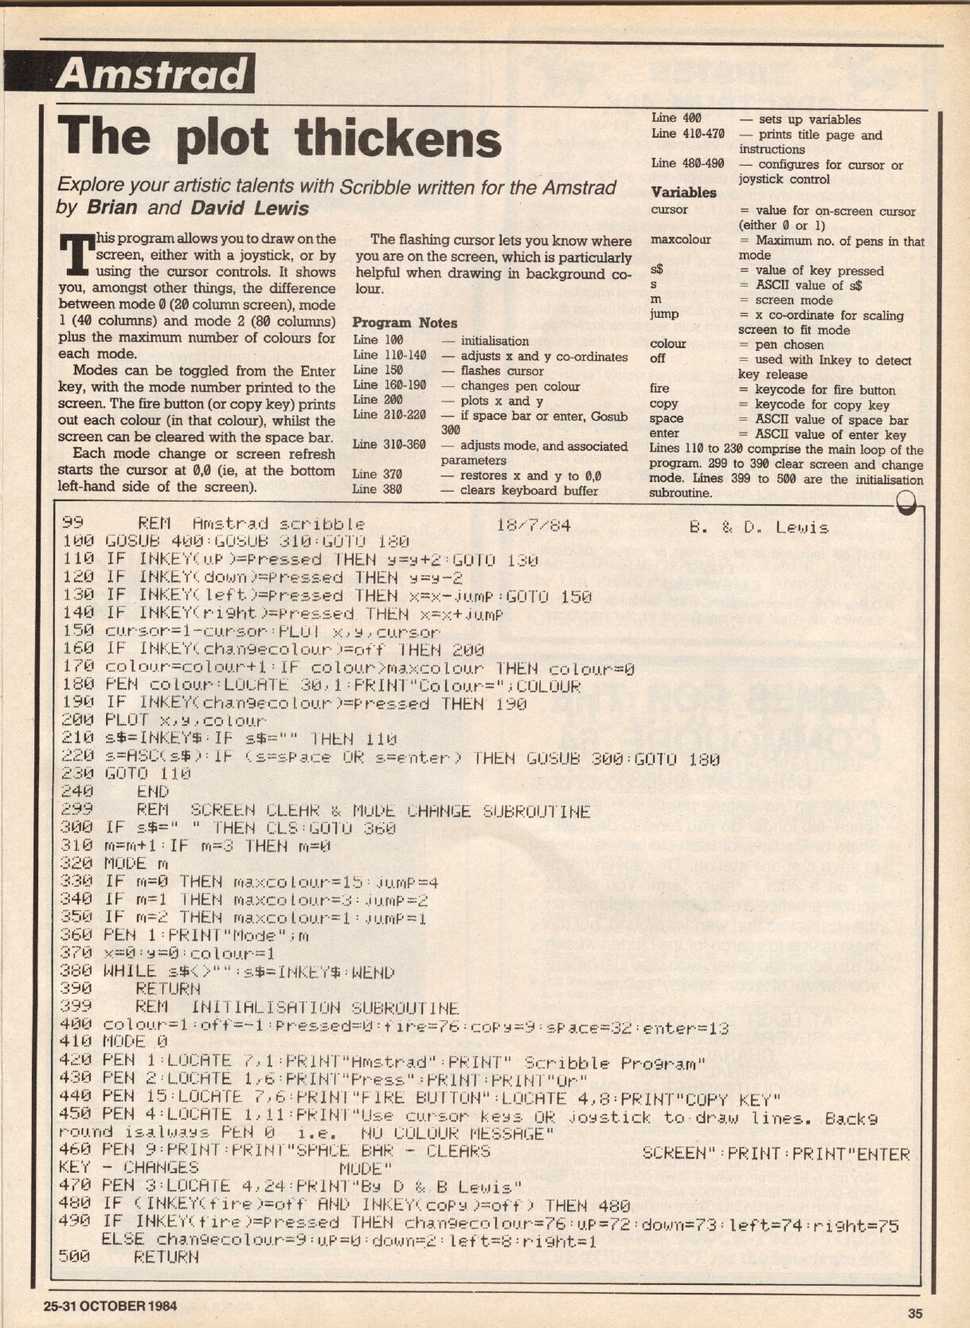 Amstrad
The plot thickens
Explore your artistic talents with Scribble written for the Amstrad
by Brian and David Lewis
This program allows you to draw on the
screen, either with a joystick, or by
using the cursor controls. It shows
you, amongst other things, the difference
between mode 0 (20 column screen), mode
1 (40 columns) and mode 2 (80 columns)
plus the maximum number of colours for
each mode.
Modes can be toggled from the Enter
key, with the mode number printed to the
screen. The fire button (or copy key) prints
out each colour (in that colour), whilst the
screen can be cleared with the space bar.
Each mode change or screen refresh
starts the cursor at 0,0 (ie, at the bottom
left-hand side of the screen).
The flashing cursor lets you know where
you are on the screen, which is particularly
helpful when drawing in background co-
lour.
Program Notes
Line 100 — initialisation
Line 110-140 — adjusts x and y co-ordinates
Line 150 — flashes cursor
Line 160-190 — changes pen colour
Line 200 — plots x and y
Line 210-220 — if space bar or enter, Gosub
300
Line 310-360 — adjusts mode, and associated
parameters
Line 370 — restores x and y to 0,0
Line 380 — clears keyboard buffer
Line 400 — sets up variables
Line 410-470 — prints title page and
instructions
Line 480-490 — configures for cursor or
joystick control
Variables
cursor = value for on-screen cursor
(either 0 or 1)
maxcolour = Maximum no. of pens in that
mode
s$ = value of key pressed
s = ASCII value of s$
m = screen mode
jump = x co-ordinate for scaling
screen to fit mode
colour = pen chosen
off = used with Inkey to detect
key release
fire = keycode for fire button
copy = keycode for copy key
space = ASCII value of space bar
enter = ASCII value of enter key
Lines 110 to 230 comprise the main loop of the
program. 299 to 390 clear screen and change
mode. Lines 399 to 500 are the initialisation
subroutine.
99 REM Amstrad scribble 18/7/84 B. & D. Lewis
100 GOSUB 400:GOSUB 310:GOTO 180
110 IF INKEY(up)=pressed THEN y=y+2:GOTO 130
120 IF INKEY(down)=pressed THEN y=y-2
130 IF INKEY(left)=pressed THEN x=x-jump:GOTO 150
140 IF INKEY(right)=pressed THEN x=x+jump
150 cursor=1-cursor:PLOT x,y,cursor
160 IF INKEY(changecolour)=off THEN 200
170 colour=colour+1:IF colour>maxcolour THEN colour=0
180 PEN colour:LOCATE 30,1:PRINT"Colour=";COLOUR
190 IF INKEY(changecolour)=pressed THEN 190
200 PLOT x,y,colour
210 s$=INKEY$:IF s$="" THEN 110
220 s=ASC(s$):IF (s=space OR s=enter) THEN GOSUB 300:GOTO 180
230 GOTO 110
240 END
299 REM SCREEN CLEAR & MODE CHANGE SUBROUTINE
300 IF s$=" " THEN CLS:GOTO 360
310 m=m+1:IF m=3 THEN m=0
320 MODE m
330 IF m=0 THEN maxcolour=15:jump=4
340 IF m=1 THEN maxcolour=3:jump=2
350 IF m=2 THEN maxcolour=1:jump=1
360 PEN 1:PRINT"Mode";m
370 x=0:y=0:colour=1
380 WHILE s$<>"":s$=INKEY$:WEND
390 RETURN
399 REM INITIALISATION SUBROUTINE
400 colour=1:off=-1:pressed=0:fire=76:copy=9:space=32:enter=13
410 MODE 0
420 PEN 1:LOCATE 7,1:PRINT"Amstrad":PRINT" Scribble Program"
430 PEN 2:LOCATE 1,6:PRINT"Press":PRINT:PRINT"Or"
440 PEN 15:LOCATE 7,6:PRINT"FIRE BUTTON":LOCATE 4,8:PRINT"COPY KEY"
450 PEN 4:LOCATE 1,11:PRINT"Use cursor keys OR joystick to draw lines. Backg
round isalways PEN 0 i.e. NO COLOUR MESSAGE"
460 PEN 9:PRINT:PRINT"SPACE BAR - CLEARS SCREEN":PRINT:PRINT"ENTER
KEY - CHANGES MODE"
470 PEN 3:LOCATE 4,24:PRINT"By D & B Lewis"
480 IF (INKEY(fire)=off AND INKEY(copy)=off) THEN 480
490 IF INKEY(fire)=pressed THEN changecolour=76:up=72:down=73:left=74:right=75
ELSE changecolour=9:up=0:down=2:left=8:right=1
500 RETURN
25-31 OCTOBER 1984
35